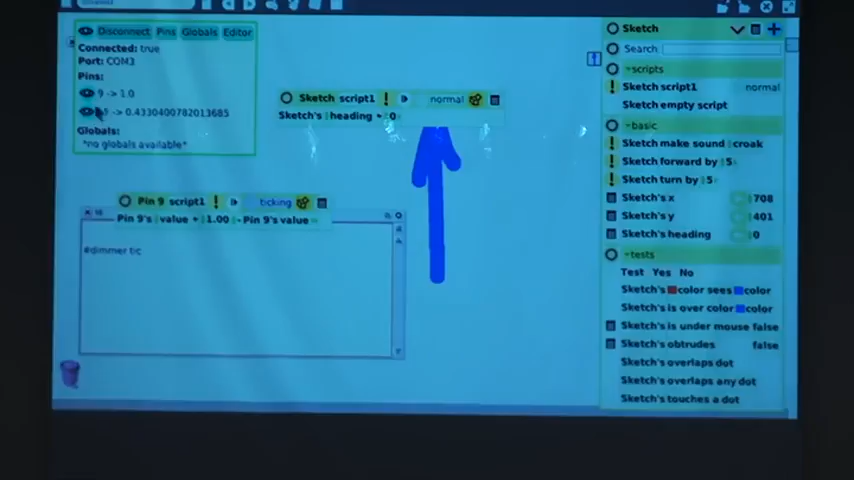 Disconnect Pins Globals Editor
Connected: true
Port: COM3
Pins:
9 -> 1.0
-> 0.4330400782013685
Globals:
*no globals available*
Sketch script1 ! normal
Sketch's heading 0
Pin 9 script1 ! ticking
Pin 9's value 1.00 - Pin 9's value
#dimmer tic
Sketch
Search
scripts
! Sketch script1 normal
Sketch empty script
basic
! Sketch make sound croak
! Sketch forward by 5
! Sketch turn by 5
Sketch's x 708
Sketch's y 401
Sketch's heading 0
tests
Test Yes No
Sketch's color sees color
Sketch's is over color color
Sketch's is under mouse false
Sketch's obtrudes false
Sketch's overlaps dot
Sketch's overlaps any dot
Sketch's touches a dot